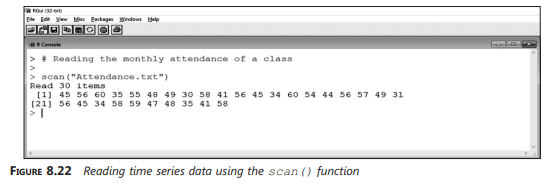 RGui (32-bit)
File Edit View Misc Packages Windows Help
R Console
> # Reading the monthly attendance of a class
>
> scan("Attendance.txt")
Read 30 items
[1] 45 56 60 35 55 48 49 30 58 41 56 45 34 60 54 44 56 57 49 31
[21] 56 45 34 58 59 47 48 35 41 58
> |
FIGURE 8.22 Reading time series data using the scan() function